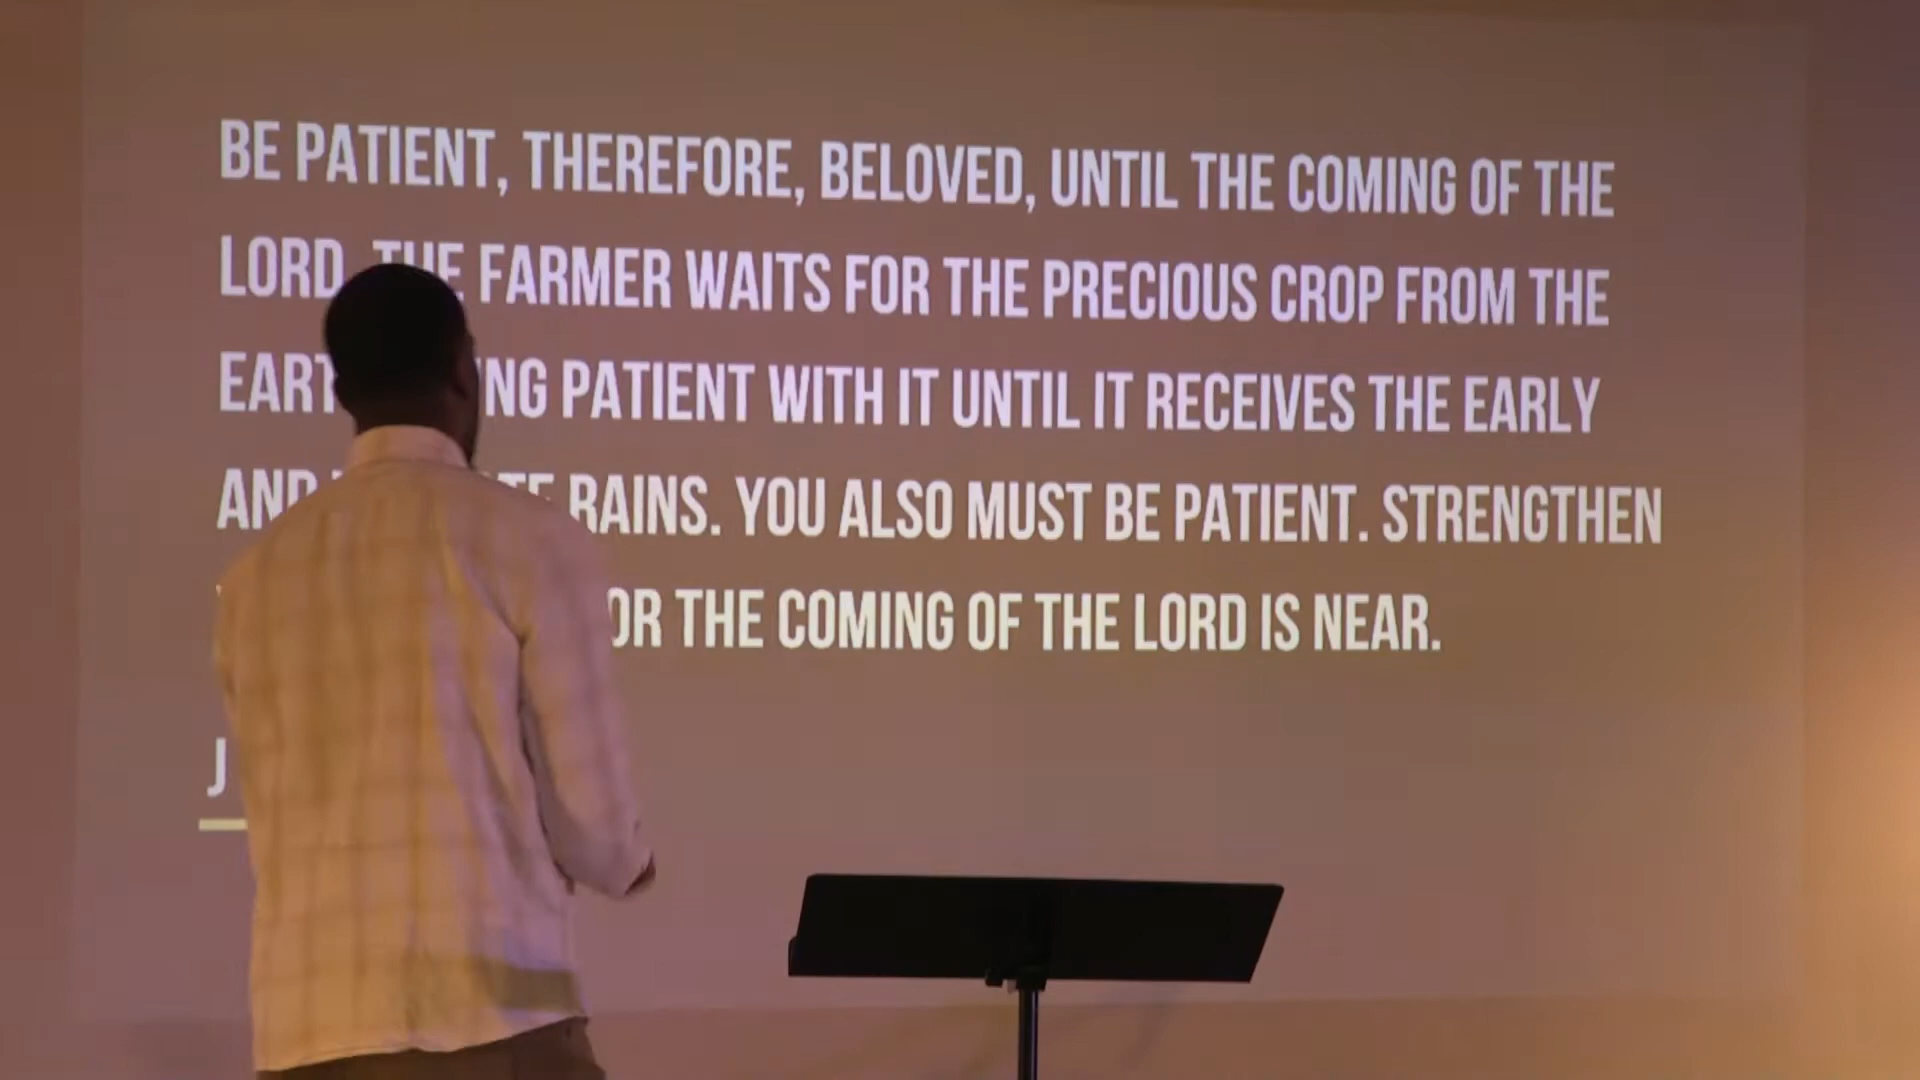 BE PATIENT, THEREFORE, BELOVED, UNTIL THE COMING OF THE
LORD. THE FARMER WAITS FOR THE PRECIOUS CROP FROM THE
PATIENT WITH IT UNTIL IT RECEIVES THE EARLY
RAINS. YOU ALSO MUST BE PATIENT. STRENGTHEN
THE COMING OF THE LORD IS NEAR.